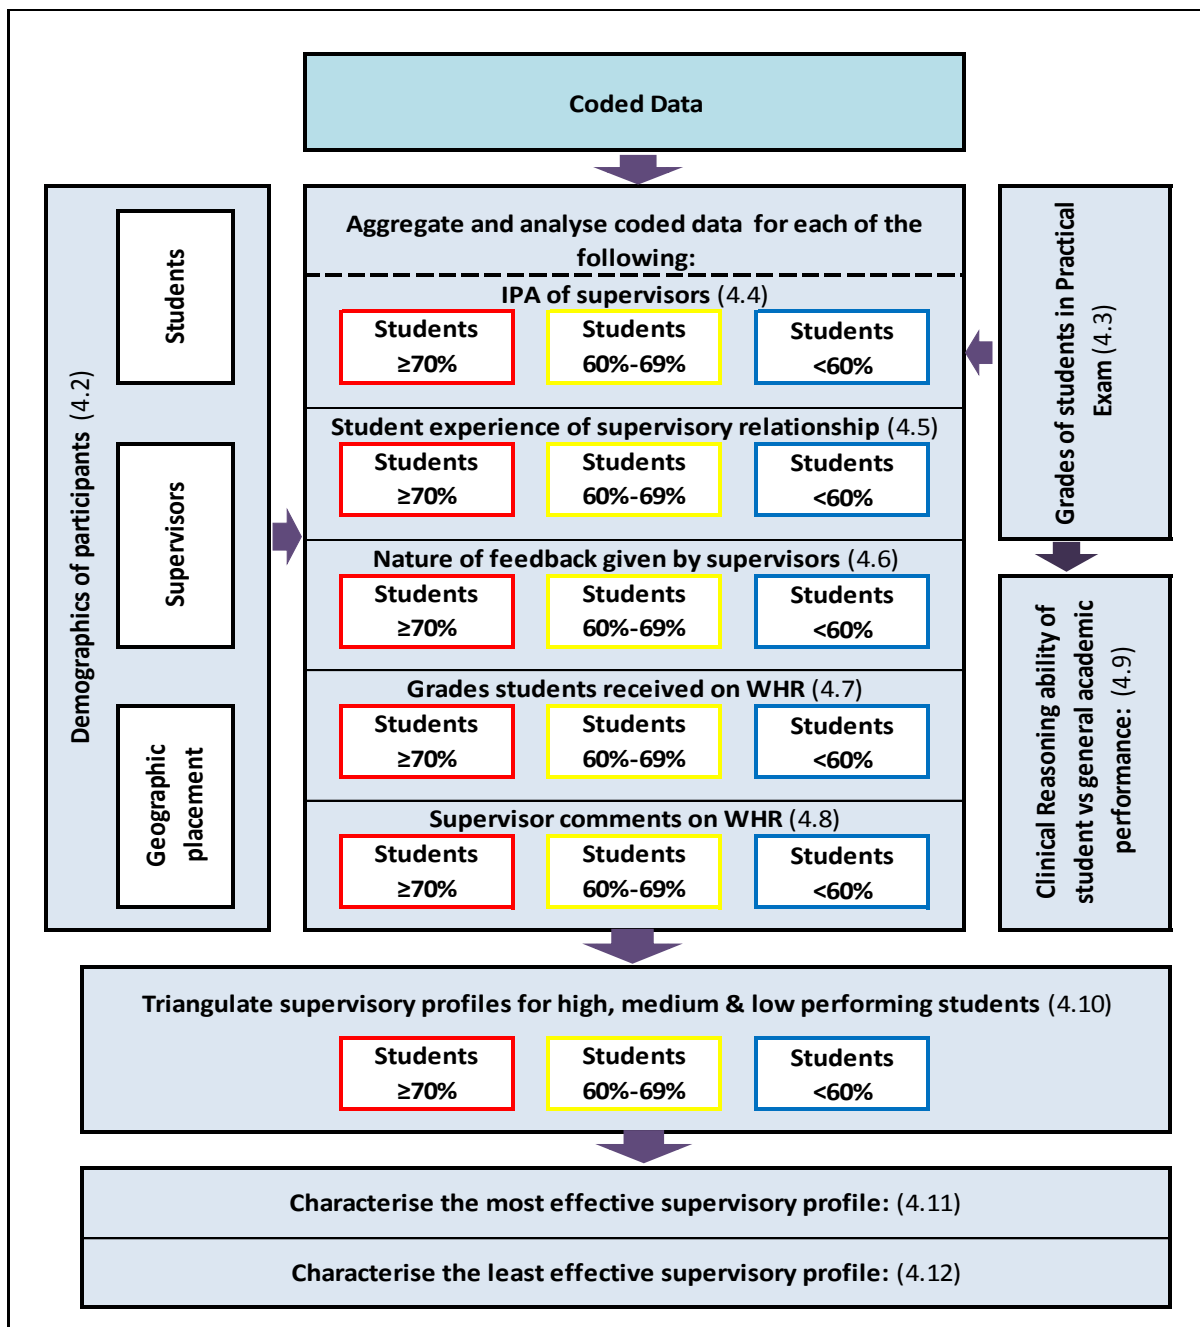 Coded Data
Demographics of participants (4.2)
Students
Supervisors
Geographic
placement
Aggregate and analyse coded data for each of the
following:
IPA of supervisors (4.4)
Students
≥70%
Students
60%-69%
Students
<60%
Student experience of supervisory relationship (4.5)
Students
≥70%
Students
60%-69%
Students
<60%
Nature of feedback given by supervisors (4.6)
Students
≥70%
Students
60%-69%
Students
<60%
Grades students received on WHR (4.7)
Students
≥70%
Students
60%-69%
Students
<60%
Supervisor comments on WHR (4.8)
Students
≥70%
Students
60%-69%
Students
<60%
Grades of students in Practical
Exam (4.3)
Clinical Reasoning ability of
student vs general academic
performance: (4.9)
Triangulate supervisory profiles for high, medium & low performing students (4.10)
Students
≥70%
Students
60%-69%
Students
<60%
Characterise the most effective supervisory profile: (4.11)
Characterise the least effective supervisory profile: (4.12)